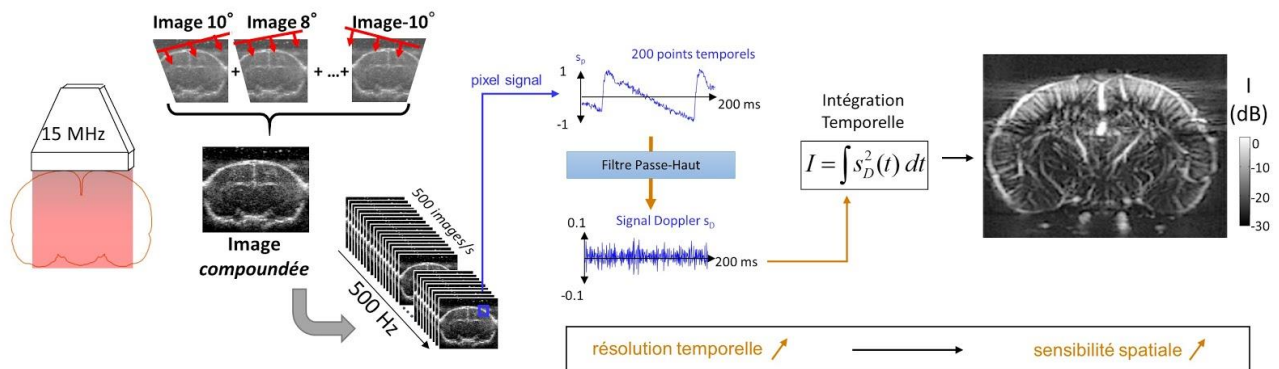 Image 10° Image 8° Image-10°
+ + ...+
15 MHz
Image
compoundée
500 images/s
500 Hz
pixel signal
200 points temporels
sp
1
-1
200 ms
Filtre Passe-Haut
Signal Doppler sD
0.1
-0.1
200 ms
Intégration
Temporelle
I = ∫ s_D^2(t) dt
I
(dB)
0
-10
-20
-30
résolution temporelle
sensibilité spatiale